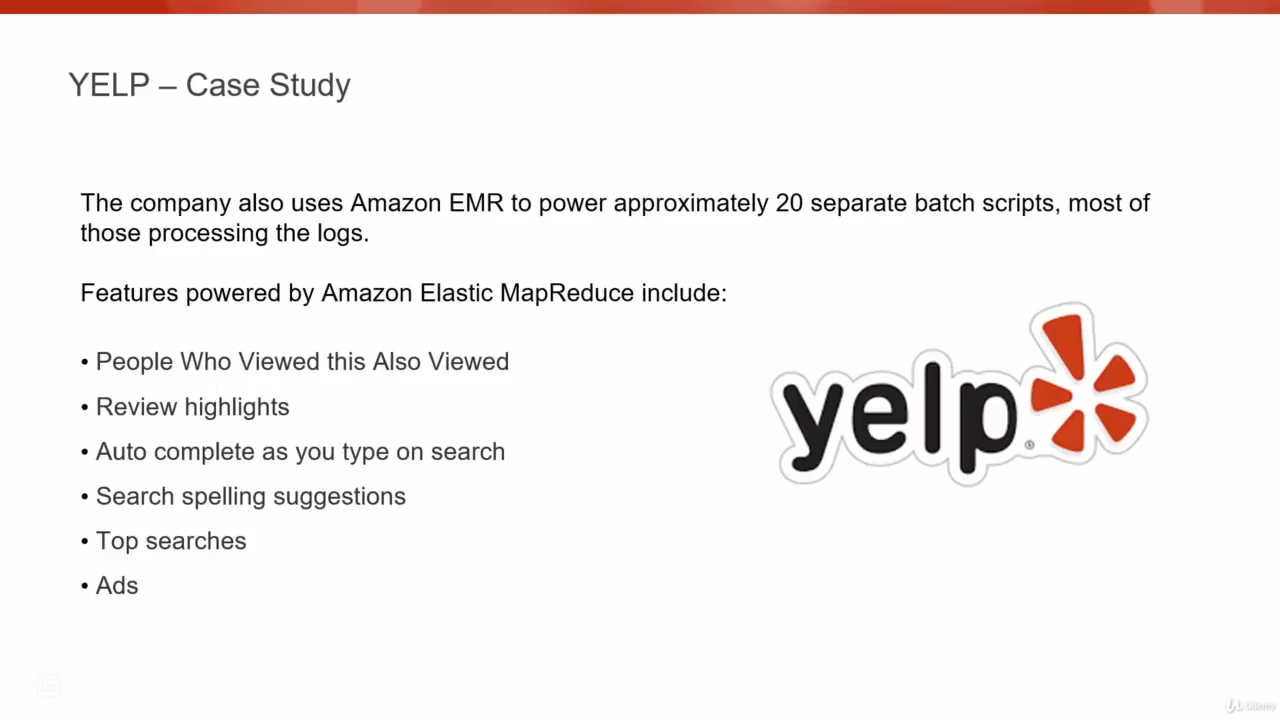 YELP – Case Study
The company also uses Amazon EMR to power approximately 20 separate batch scripts, most of
those processing the logs.
Features powered by Amazon Elastic MapReduce include:
• People Who Viewed this Also Viewed
• Review highlights
• Auto complete as you type on search
• Search spelling suggestions
• Top searches
• Ads
yelp®
Udemy